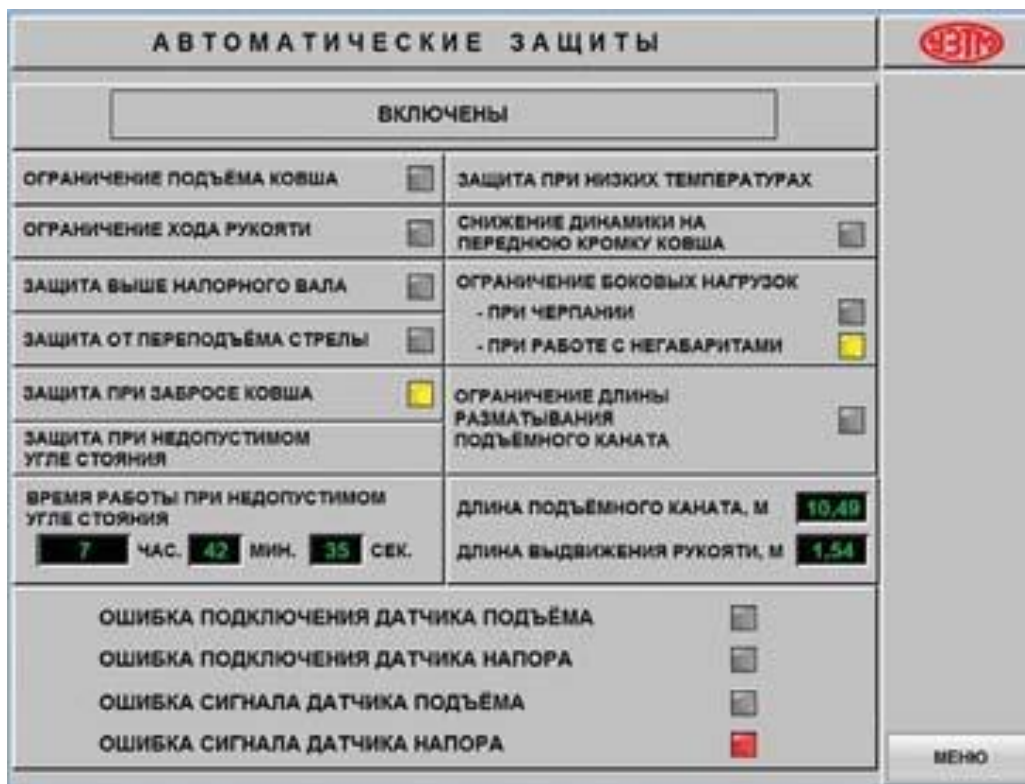 АВТОМАТИЧЕСКИЕ ЗАЩИТЫ
УЗТМ
ВКЛЮЧЕНЫ
ОГРАНИЧЕНИЕ ПОДЪЁМА КОВША
ОГРАНИЧЕНИЕ ХОДА РУКОЯТИ
ЗАЩИТА ВЫШЕ НАПОРНОГО ВАЛА
ЗАЩИТА ОТ ПЕРЕПОДЪЁМА СТРЕЛЫ
ЗАЩИТА ПРИ ЗАБРОСЕ КОВША
ЗАЩИТА ПРИ НЕДОПУСТИМОМ
УГЛЕ СТОЯНИЯ
ВРЕМЯ РАБОТЫ ПРИ НЕДОПУСТИМОМ
УГЛЕ СТОЯНИЯ
7 ЧАС. 42 МИН. 35 СЕК.
ЗАЩИТА ПРИ НИЗКИХ ТЕМПЕРАТУРАХ
СНИЖЕНИЕ ДИНАМИКИ НА
ПЕРЕДНЮЮ КРОМКУ КОВША
ОГРАНИЧЕНИЕ БОКОВЫХ НАГРУЗОК
- ПРИ ЧЕРПАНИИ
- ПРИ РАБОТЕ С НЕГАБАРИТАМИ
ОГРАНИЧЕНИЕ ДЛИНЫ
РАЗМАТЫВАНИЯ
ПОДЪЁМНОГО КАНАТА
ДЛИНА ПОДЪЁМНОГО КАНАТА, М 10,49
ДЛИНА ВЫДВИЖЕНИЯ РУКОЯТИ, М 1,54
ОШИБКА ПОДКЛЮЧЕНИЯ ДАТЧИКА ПОДЪЁМА
ОШИБКА ПОДКЛЮЧЕНИЯ ДАТЧИКА НАПОРА
ОШИБКА СИГНАЛА ДАТЧИКА ПОДЪЁМА
ОШИБКА СИГНАЛА ДАТЧИКА НАПОРА
МЕНЮ